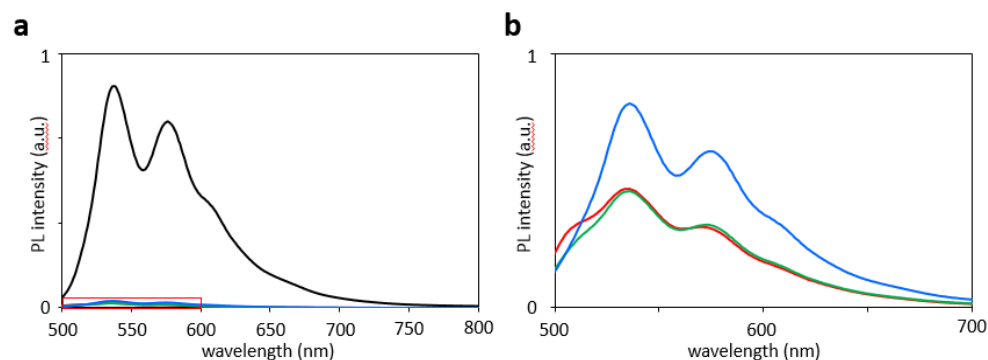 a
1
PL intensity (a.u.)
0
500 550 600 650 700 750 800
wavelength (nm)
b
1
PL intensity (a.u.)
0
500 600 700
wavelength (nm)